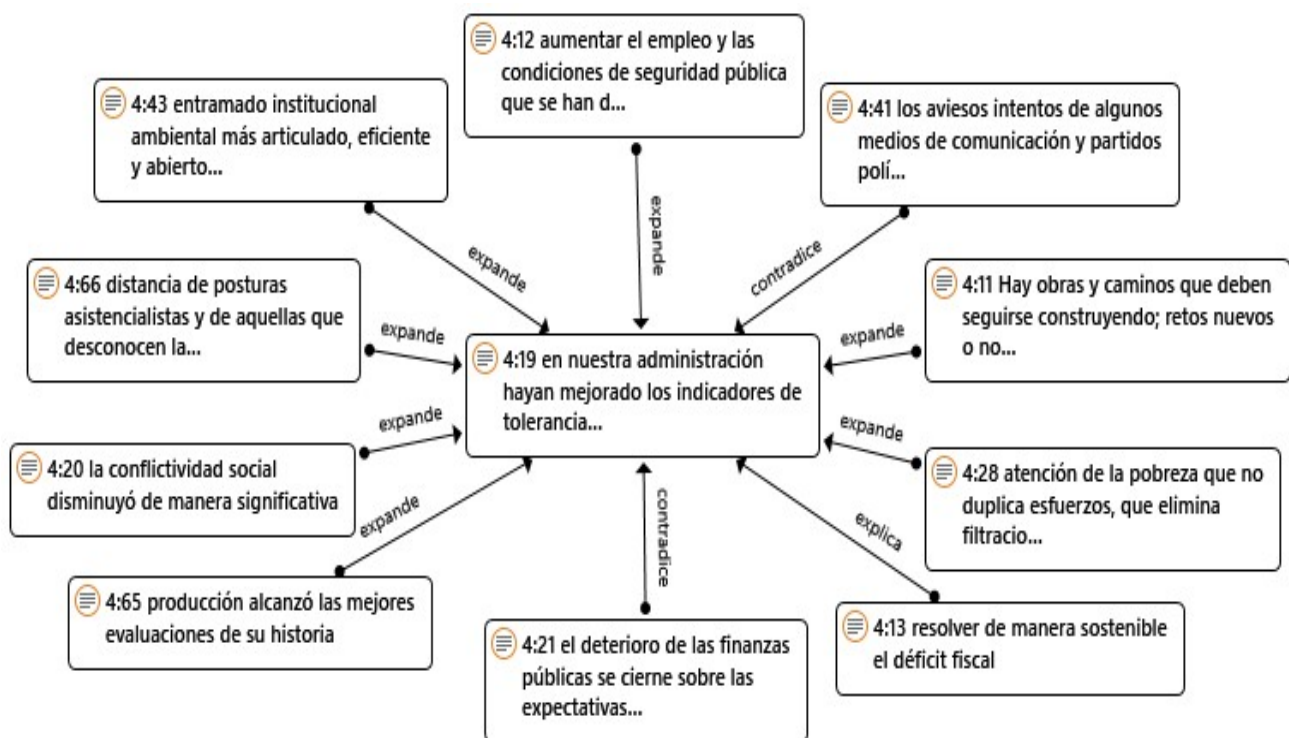 4:12 aumentar el empleo y las
condiciones de seguridad pública
que se han d...
4:43 entramado institucional
ambiental más articulado, eficiente
y abierto...
4:41 los aviesos intentos de algunos
medios de comunicación y partidos
polí...
expande
expande
contradice
4:66 distancia de posturas
asistencialistas y de aquellas que
desconocen la...
expande
4:19 en nuestra administración
hayan mejorado los indicadores de
tolerancia...
expande
4:11 Hay obras y caminos que deben
seguirse construyendo; retos nuevos
o no...
4:20 la conflictividad social
disminuyó de manera significativa
expande
expande
4:28 atención de la pobreza que no
duplica esfuerzos, que elimina
filtracio...
expande
contradice
explica
4:65 producción alcanzó las mejores
evaluaciones de su historia
4:21 el deterioro de las finanzas
públicas se cierne sobre las
expectativas...
4:13 resolver de manera sostenible
el déficit fiscal